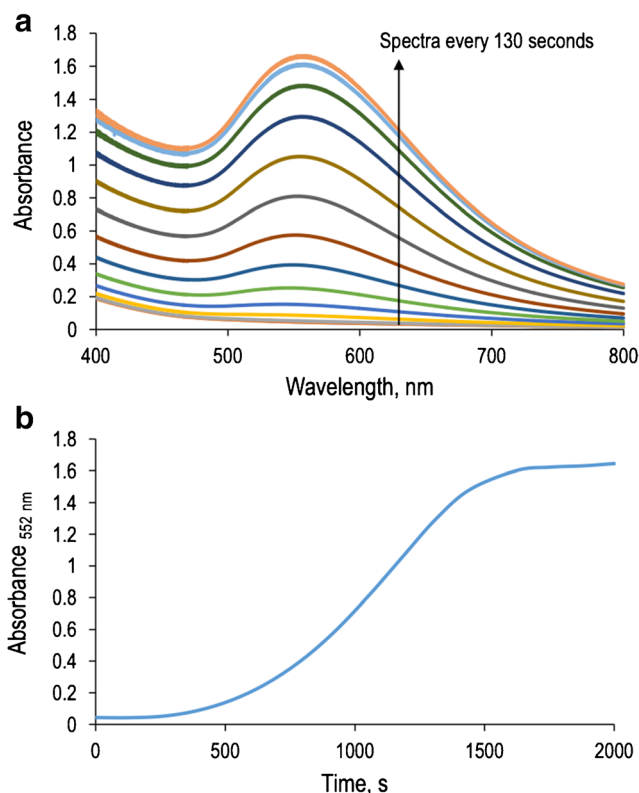 a
Spectra every 130 seconds
Absorbance
1.8
1.6
1.4
1.2
1
0.8
0.6
0.4
0.2
0
400 500 600 700 800
Wavelength, nm
b
Absorbance 552 nm
1.8
1.6
1.4
1.2
1
0.8
0.6
0.4
0.2
0
0 500 1000 1500 2000
Time, s